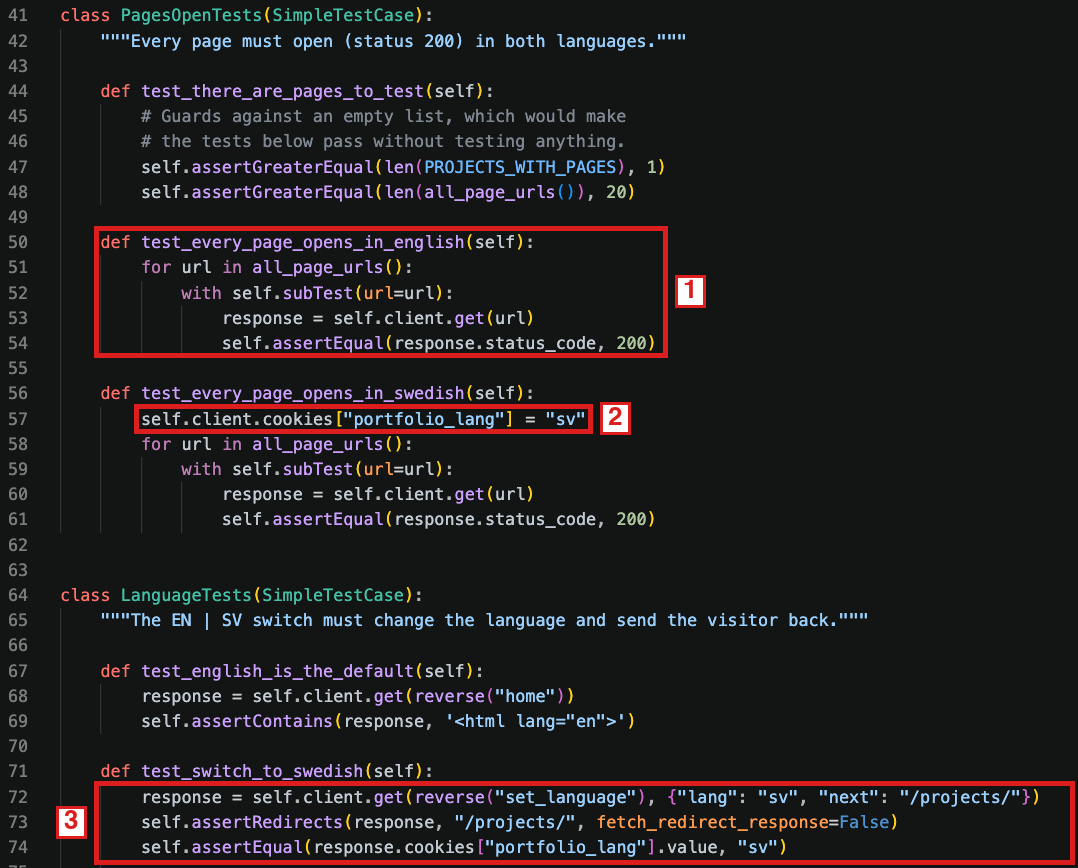 41 class PagesOpenTests(SimpleTestCase):
42     """Every page must open (status 200) in both languages."""
43
44     def test_there_are_pages_to_test(self):
45         # Guards against an empty list, which would make
46         # the tests below pass without testing anything.
47         self.assertGreaterEqual(len(PROJECTS_WITH_PAGES), 1)
48         self.assertGreaterEqual(len(all_page_urls()), 20)
49
50     def test_every_page_opens_in_english(self):
51         for url in all_page_urls():
52             with self.subTest(url=url): 1
53                 response = self.client.get(url)
54                 self.assertEqual(response.status_code, 200)
55
56     def test_every_page_opens_in_swedish(self):
57         self.client.cookies["portfolio_lang"] = "sv" 2
58         for url in all_page_urls():
59             with self.subTest(url=url):
60                 response = self.client.get(url)
61                 self.assertEqual(response.status_code, 200)
62
63
64 class LanguageTests(SimpleTestCase):
65     """The EN | SV switch must change the language and send the visitor back."""
66
67     def test_english_is_the_default(self):
68         response = self.client.get(reverse("home"))
69         self.assertContains(response, '<html lang="en">')
70
71     def test_switch_to_swedish(self):
72         response = self.client.get(reverse("set_language"), {"lang": "sv", "next": "/projects/"})
73 3         self.assertRedirects(response, "/projects/", fetch_redirect_response=False)
74         self.assertEqual(response.cookies["portfolio_lang"].value, "sv")